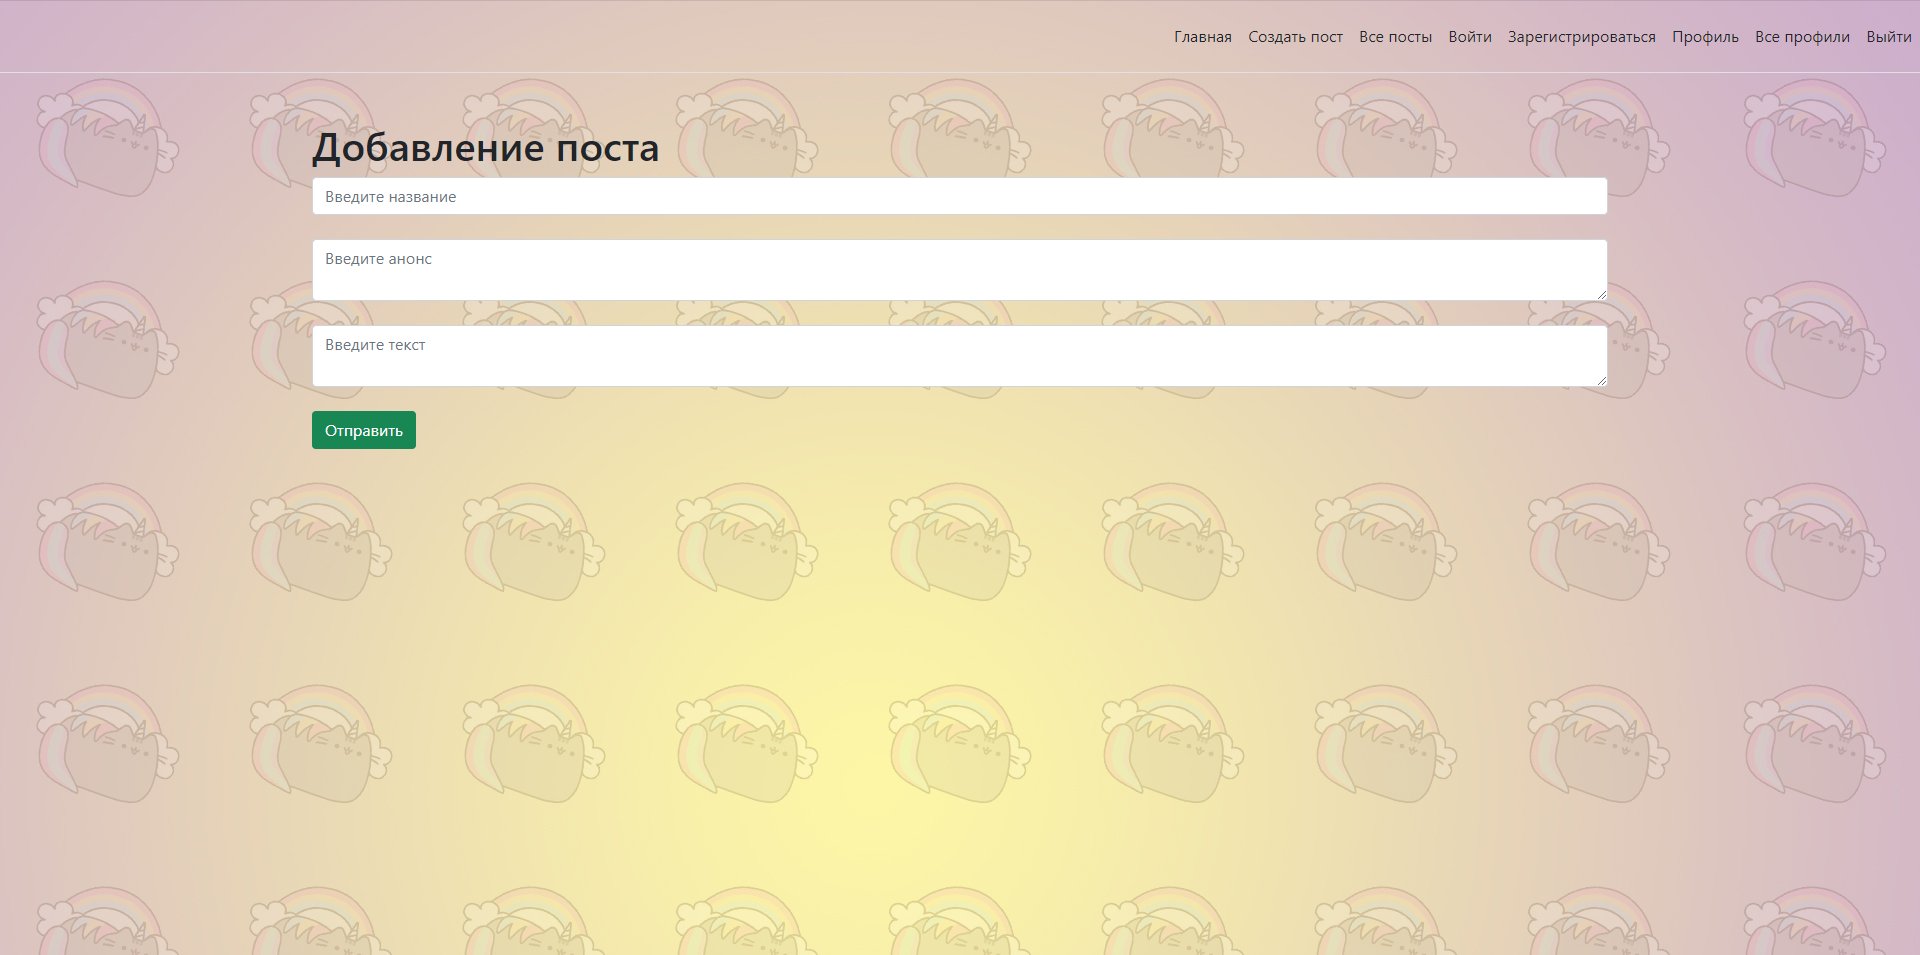 Главная Создать пост Все посты Войти Зарегистрироваться Профиль Все профили Выйти
Добавление поста
Введите название
Введите анонс
Введите текст
Отправить